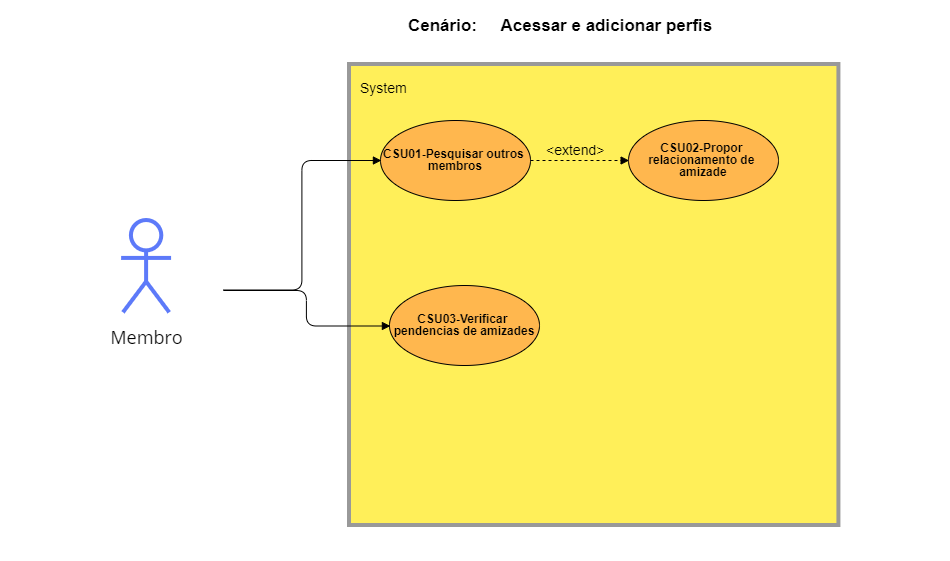 Cenário: Acessar e adicionar perfis
System
CSU01-Pesquisar outros
membros
<extend>
CSU02-Propor
relacionamento de
amizade
CSU03-Verificar
pendencias de amizades
Membro